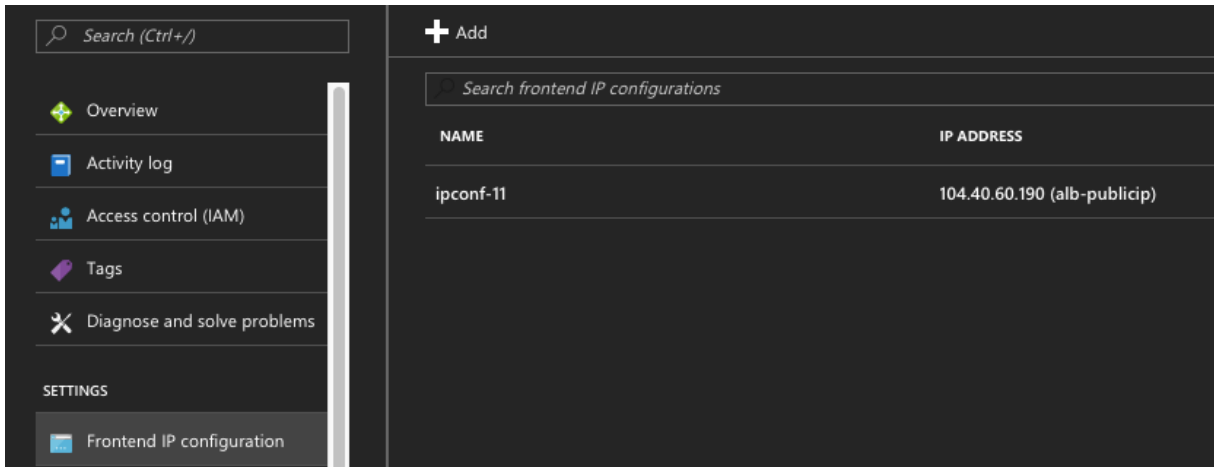 Search (Ctrl+/)
Overview
Activity log
Access control (IAM)
Tags
Diagnose and solve problems
SETTINGS
Frontend IP configuration
Add
Search frontend IP configurations
NAME IP ADDRESS
ipconf-11 104.40.60.190 (alb-publicip)